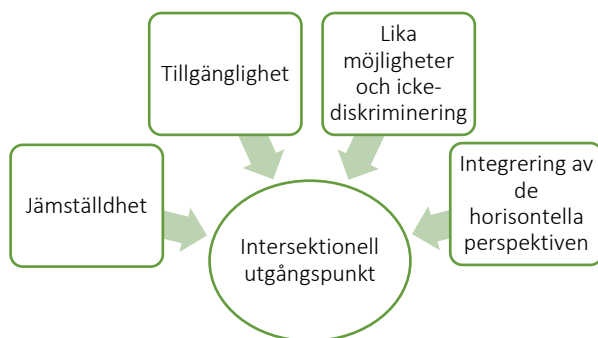 Tillgänglighet
Lika
möjligheter
och icke-
diskriminering
Jämställdhet
Integrering av
de
horisontella
perspektiven
Intersektionell
utgångspunkt